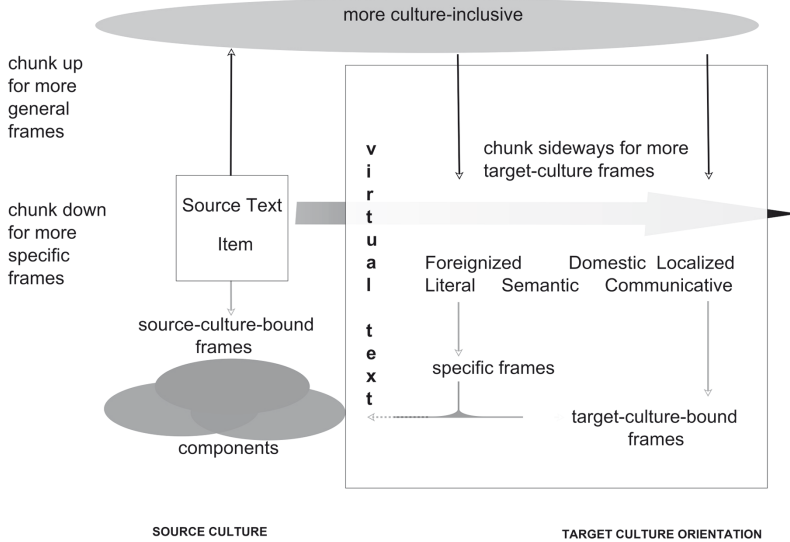 more culture-inclusive
chunk up
for more
general
frames
chunk sideways for more
target-culture frames
virtual text
Source Text
Item
chunk down
for more
specific
frames
Foreignized Domestic Localized
Literal Semantic Communicative
source-culture-bound
frames
specific frames
target-culture-bound
frames
components
SOURCE CULTURE
TARGET CULTURE ORIENTATION